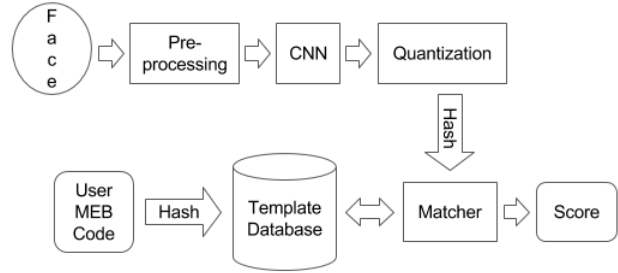 F
a
c
e
Pre-
processing
CNN
Quantization
Hash
User
MEB
Code
Hash
Template
Database
Matcher
Score